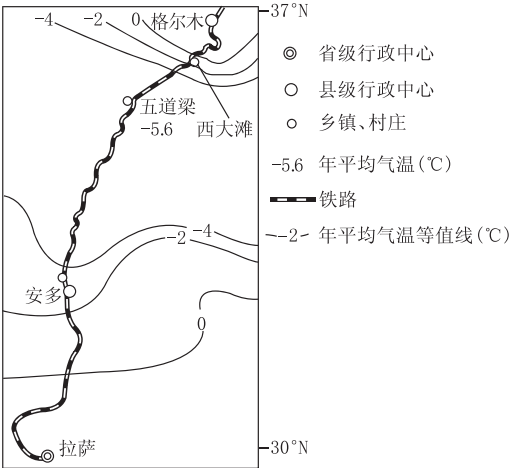 37°N
-4
-2
0
格尔木
五道梁
-5.6
西大滩
-4
-2
安多
0
拉萨
30°N
省级行政中心
县级行政中心
乡镇、村庄
-5.6 年平均气温(℃)
铁路
-2 年平均气温等值线(℃)